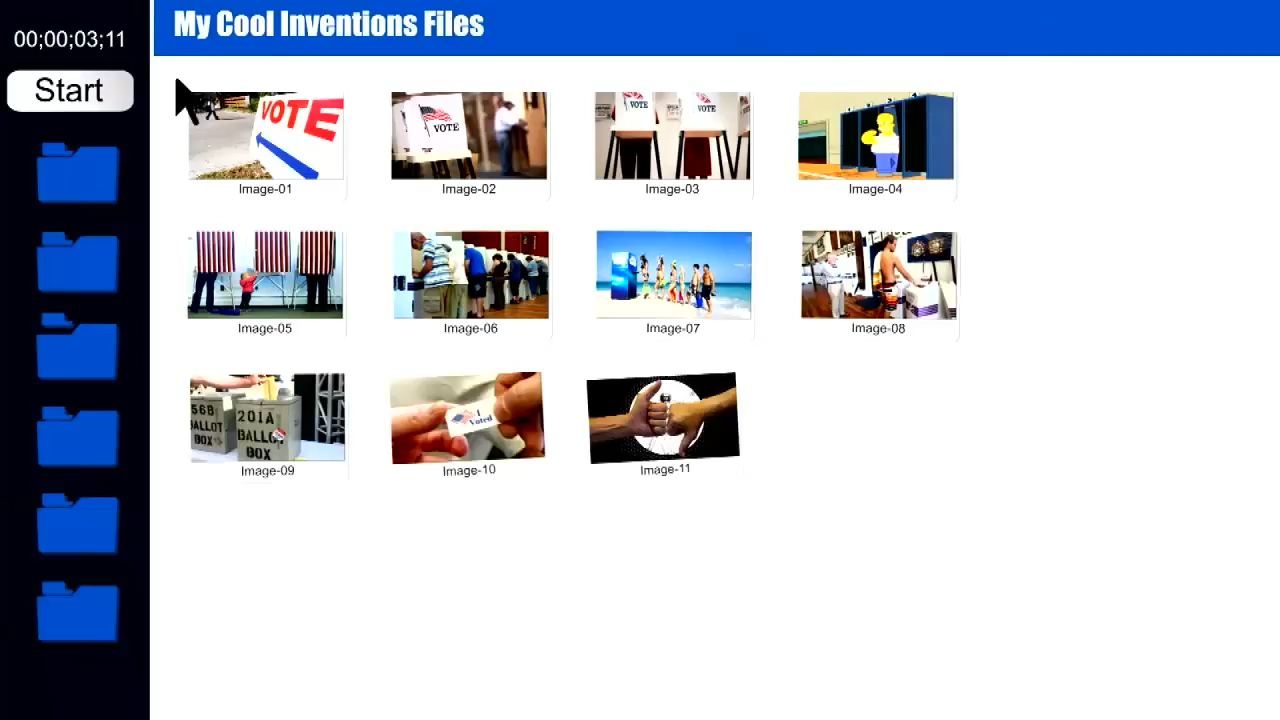 My Cool Inventions Files
00;00;03;11
Start
VOTE
Image-01
VOTE
Image-02
VOTE
VOTE
Image-03
Image-04
Image-05
Image-06
Image-07
Image-08
56B
BALLOT
BOX
201A
BALLOT
BOX
Image-09
I
Voted
Image-10
Image-11